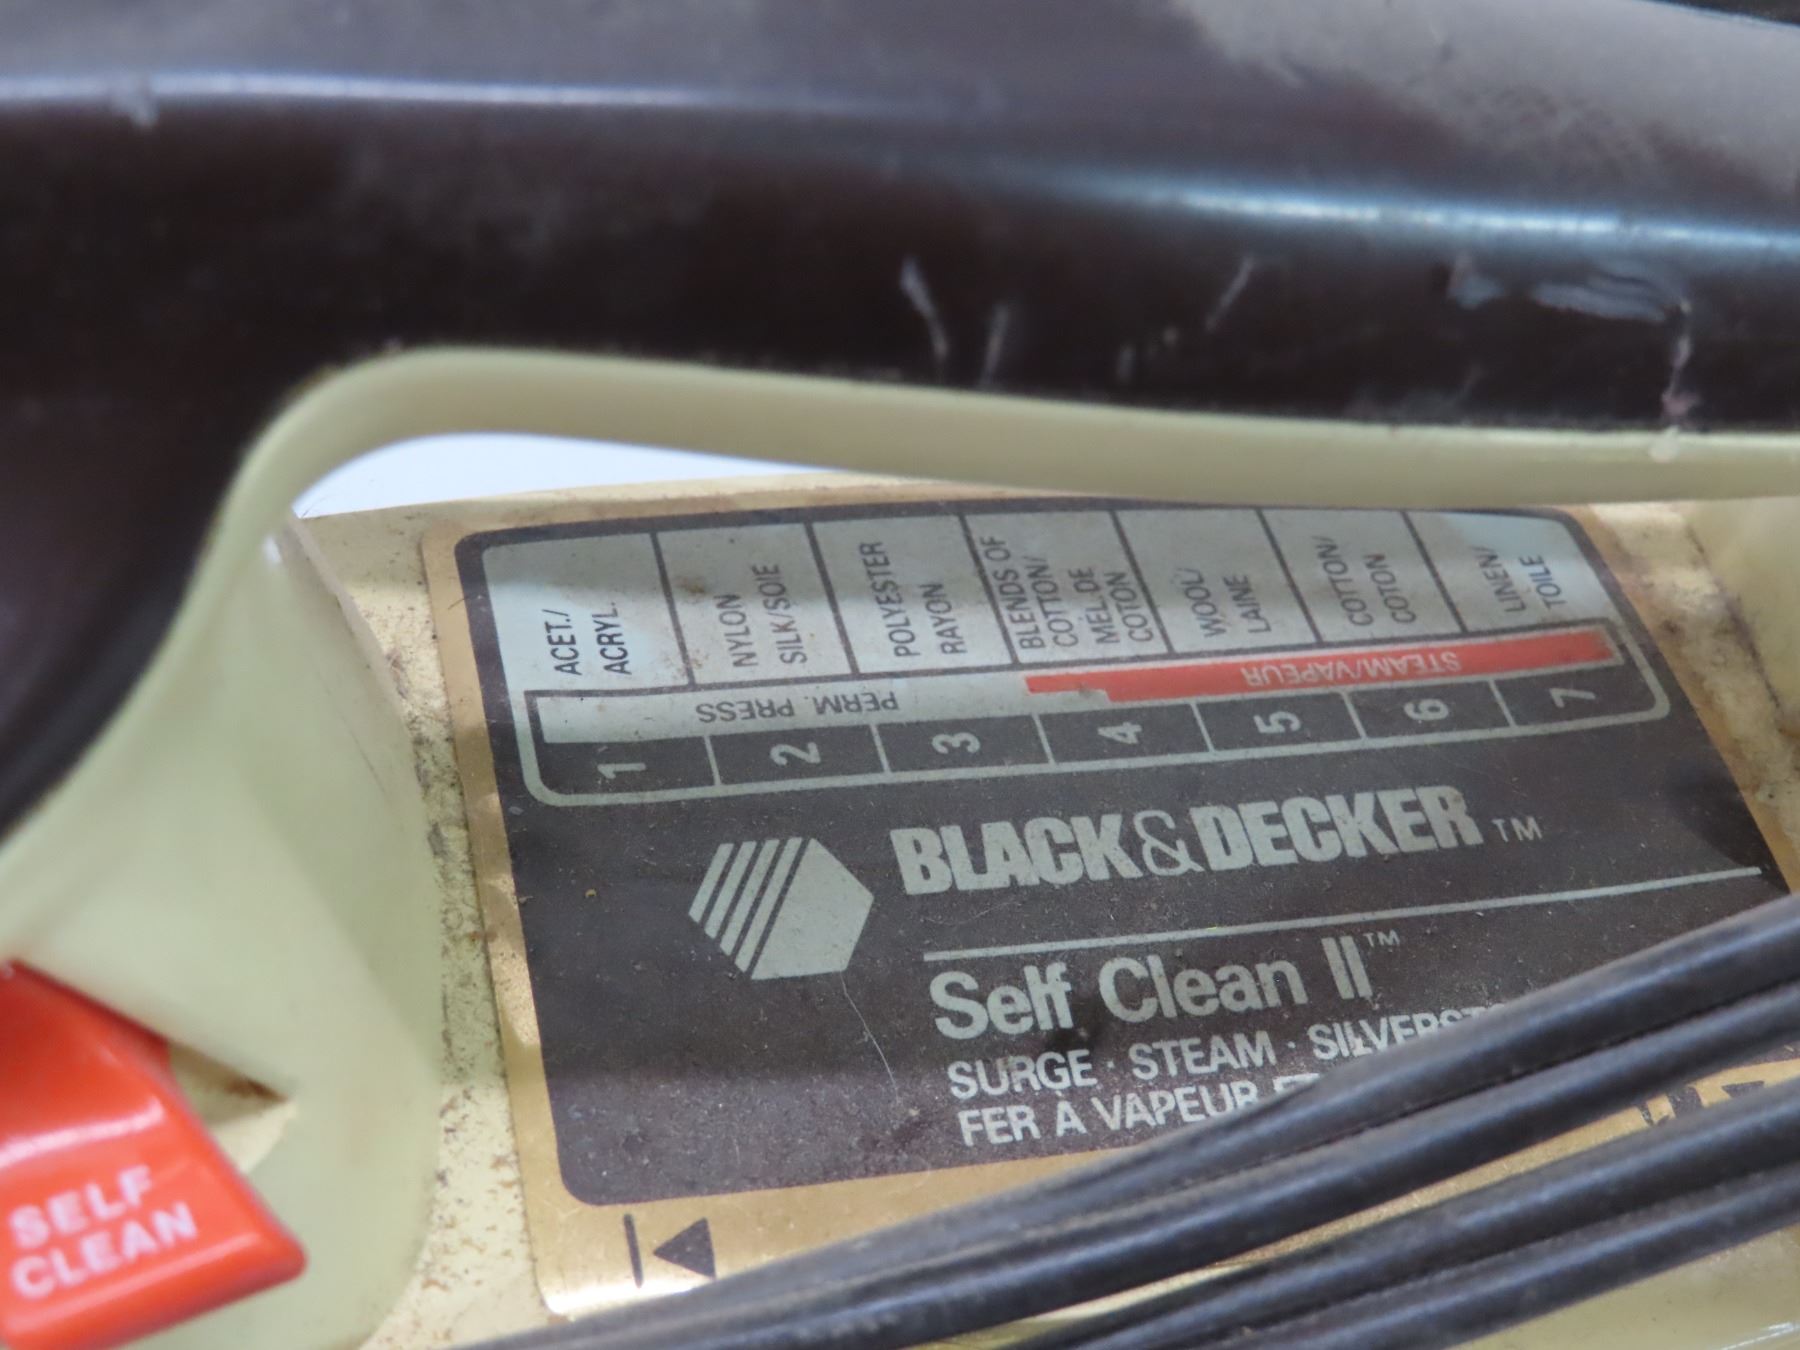 ACET./
ACRYL.
NYLON
SILK/SOIE
POLYESTER
RAYON
BLENDS OF
COTTON/
MEL.DE
COTON
WOOL/
LAINE
COTTON/
COTON
LINEN/
TOILE
PERM. PRESS
STEAM/VAPEUR
1 2 3 4 5 6 7
BLACK&DECKER™
Self Clean II™
SURGE · STEAM ·
FER À VAPEUR
SELF
CLEAN